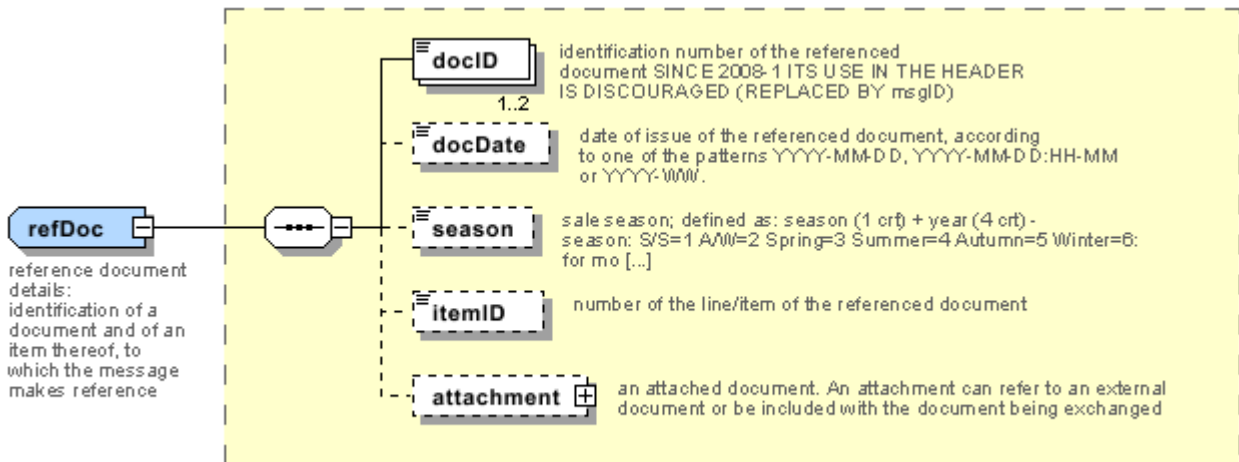 docID
1..2
identification number of the referenced
document SINCE 2008-1 ITS USE IN THE HEADER
IS DISCOURAGED (REPLACED BY msgID)
docDate
date of issue of the referenced document, according
to one of the patterns YYYY-MM-DD, YYYY-MM-DD:HH-MM
or YYYY-WW.
refDoc
reference document
details:
identification of a
document and of an
item thereof, to
which the message
makes reference
season
sale season; defined as: season (1 crt) + year (4 crt) -
season: S/S=1 A/W=2 Spring=3 Summer=4 Autumn=5 Winter=6:
for mo [...]
itemID
number of the line/item of the referenced document
attachment
an attached document. An attachment can refer to an external
document or be included with the document being exchanged